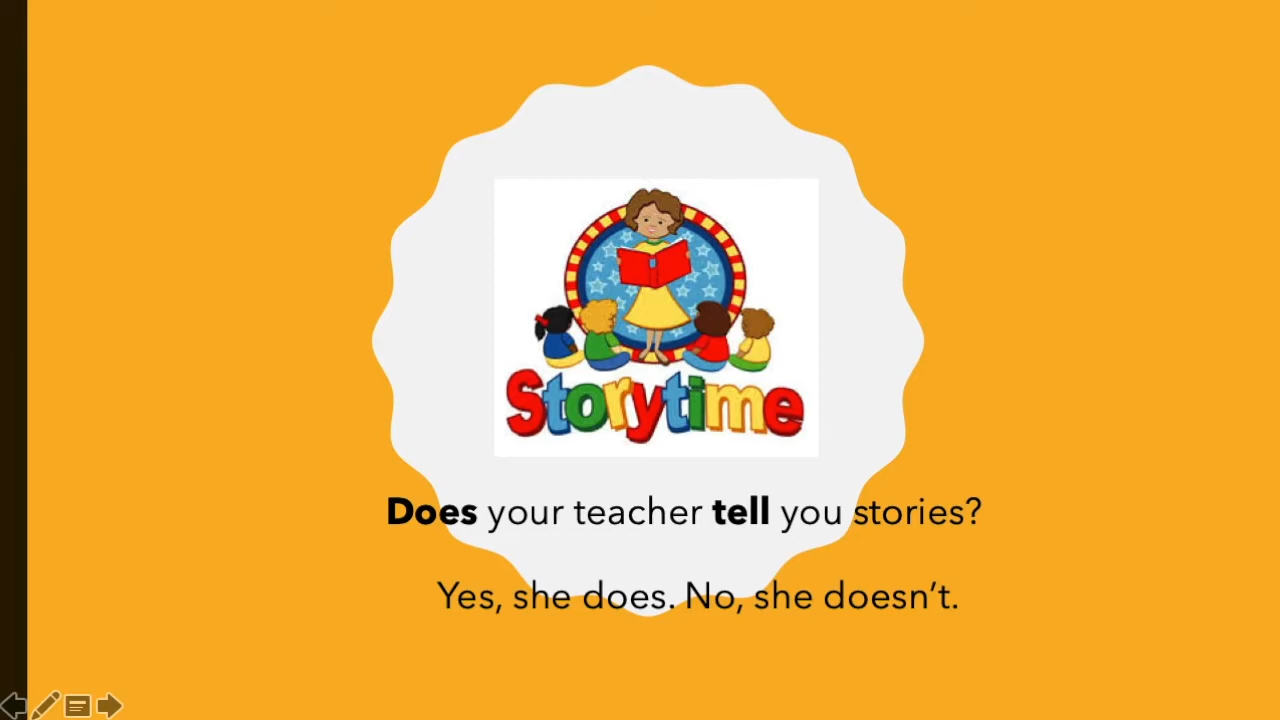 Storytime
Does your teacher tell you stories?
Yes, she does. No, she doesn’t.